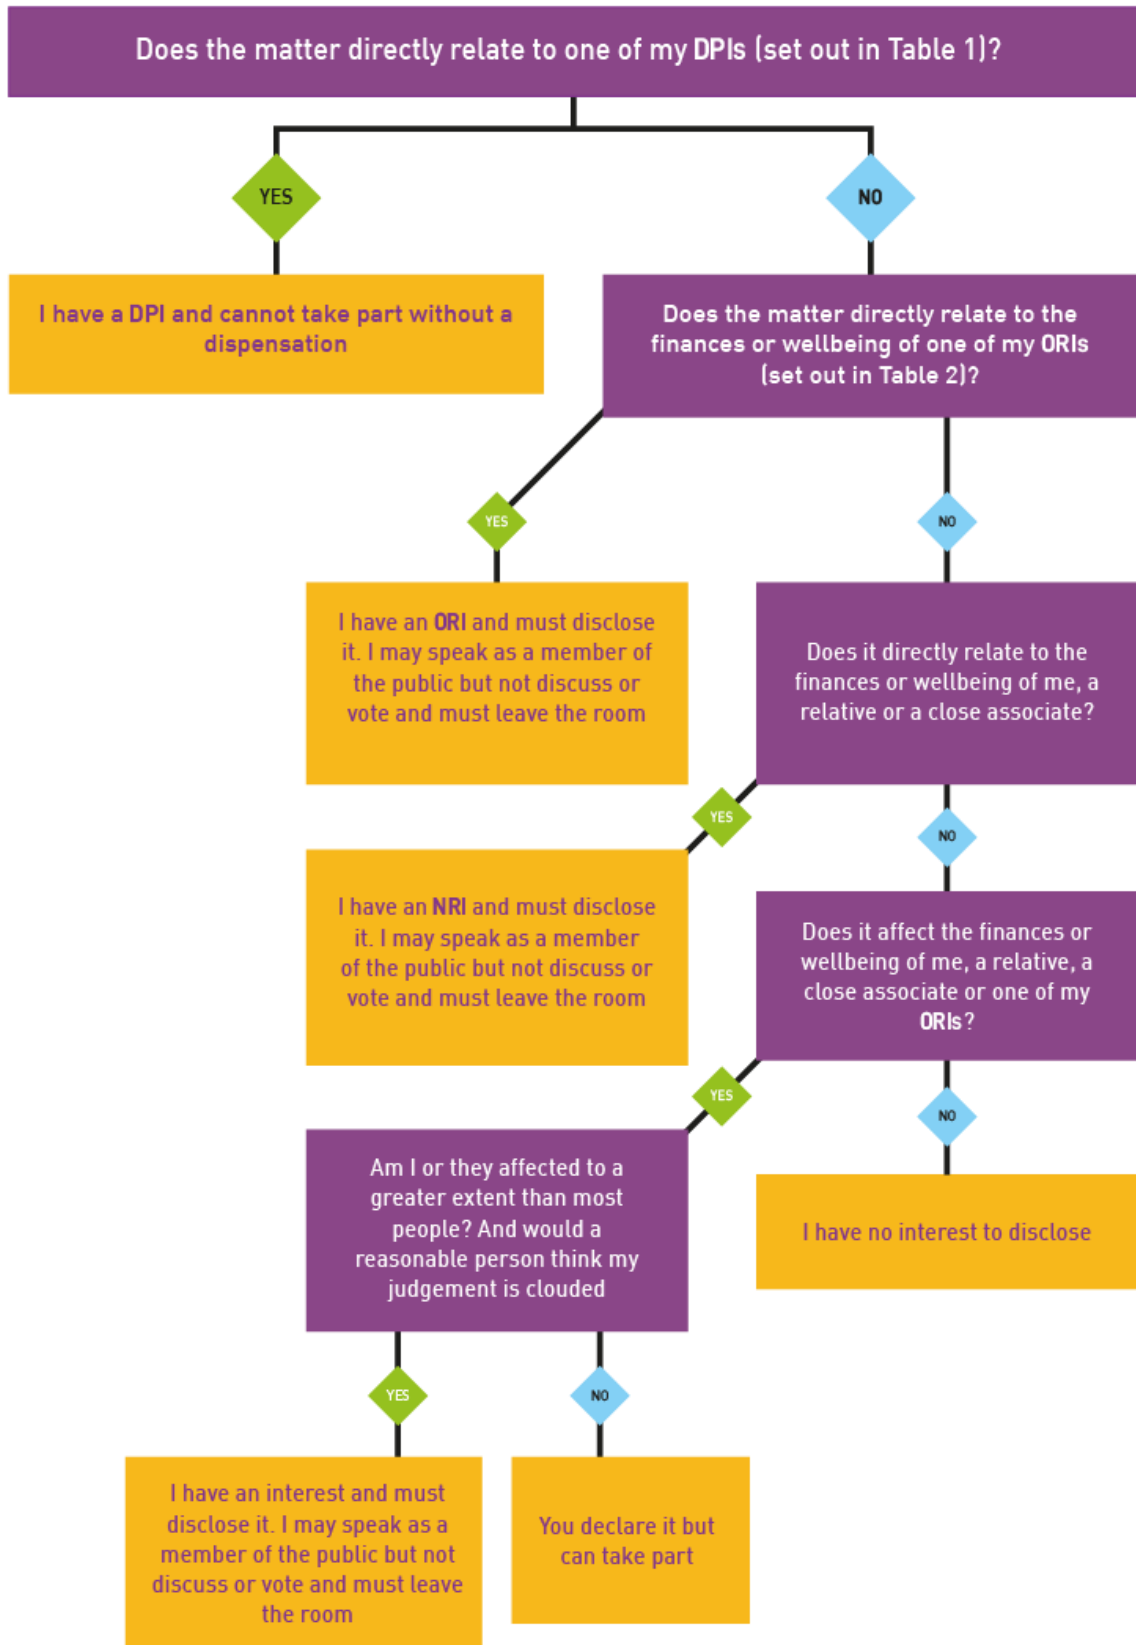 Does the matter directly relate to one of my DPIs (set out in Table 1)?
YES
NO
I have a DPI and cannot take part without a
dispensation
Does the matter directly relate to the
finances or wellbeing of one of my ORIs
(set out in Table 2)?
YES
NO
I have an ORI and must disclose
it. I may speak as a member of
the public but not discuss or
vote and must leave the room
Does it directly relate to the
finances or wellbeing of me, a
relative or a close associate?
YES
NO
I have an NRI and must disclose
it. I may speak as a member
of the public but not discuss or
vote and must leave the room
Does it affect the finances or
wellbeing of me, a relative, a
close associate or one of my
ORIs?
YES
NO
Am I or they affected to a
greater extent than most
people? And would a
reasonable person think my
judgement is clouded
I have no interest to disclose
YES
NO
I have an interest and must
disclose it. I may speak as a
member of the public but not
discuss or vote and must leave
the room
You declare it but
can take part